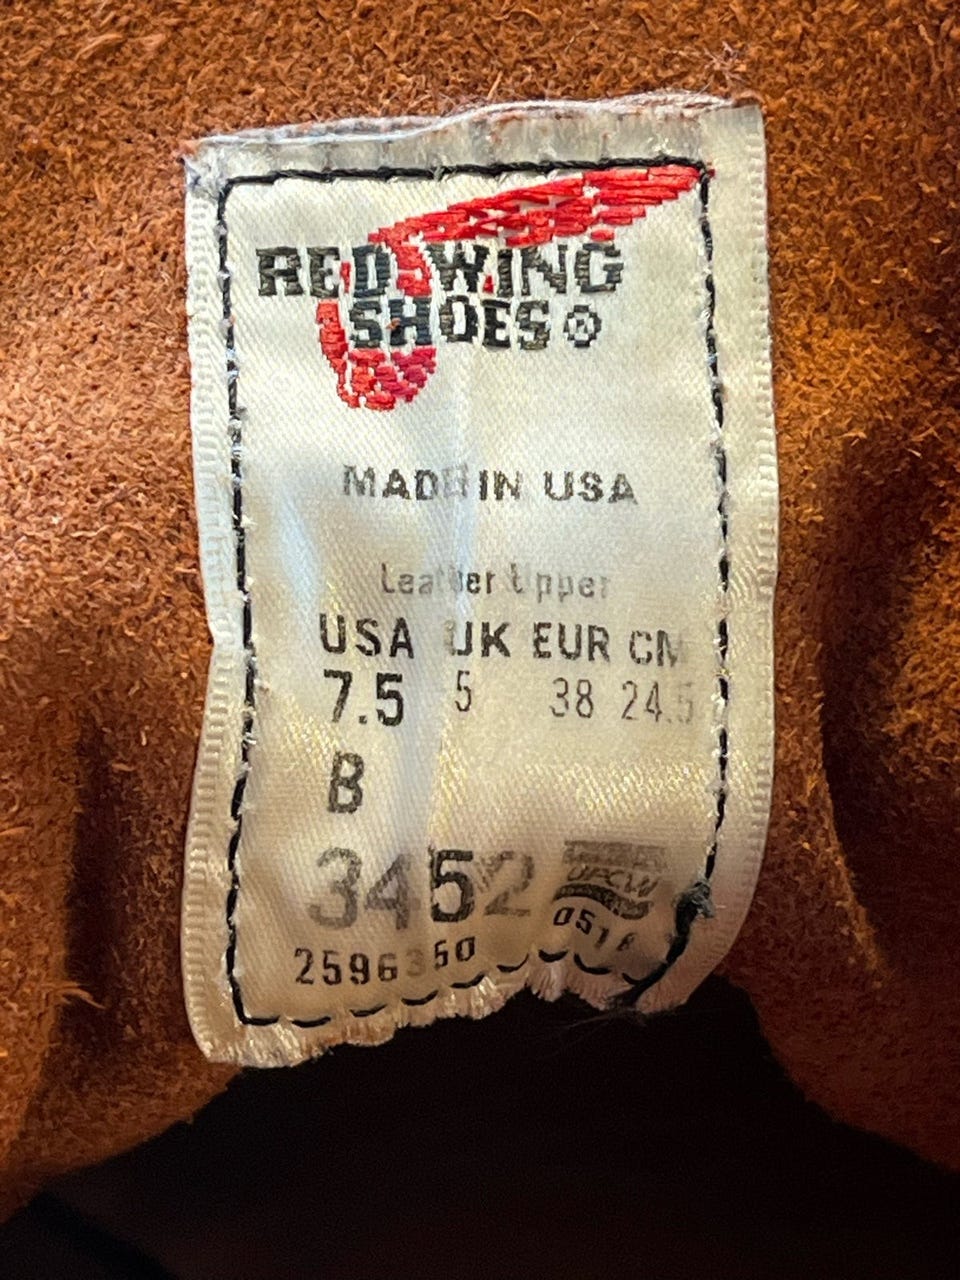 RED WING
SHOES ®
MADE IN USA
Leather Upper
USA UK EUR CM
7.5 5 38 24.5
B
3452
UFCW
0518
2596350